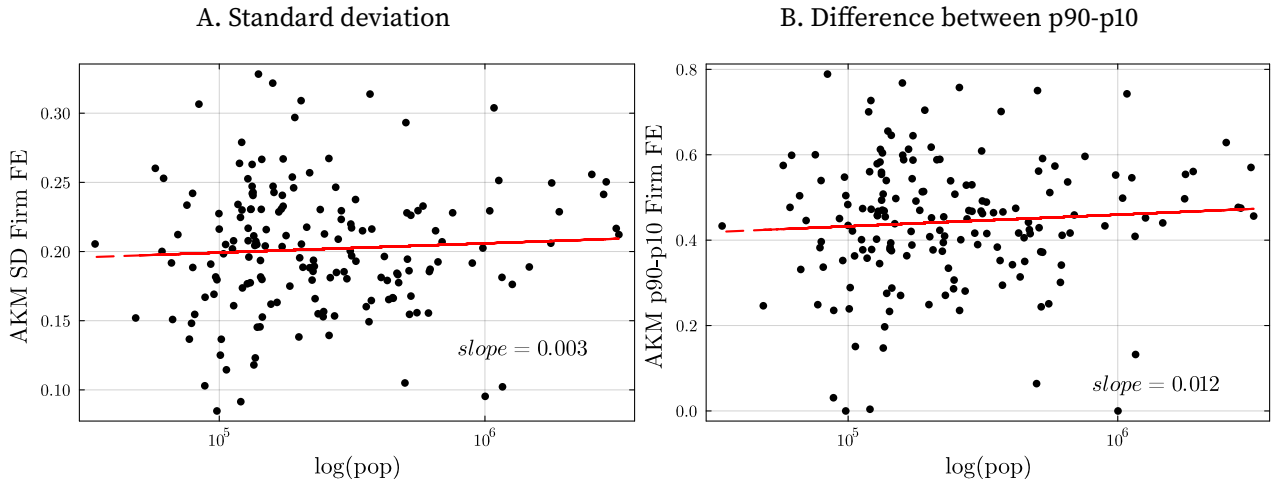 A. Standard deviation
AKM SD Firm FE
0.30
0.25
0.20
0.15
0.10
slope = 0.003
10^5
10^6
log(pop)
B. Difference between p90-p10
AKM p90-p10 Firm FE
0.8
0.6
0.4
0.2
0.0
slope = 0.012
10^5
10^6
log(pop)